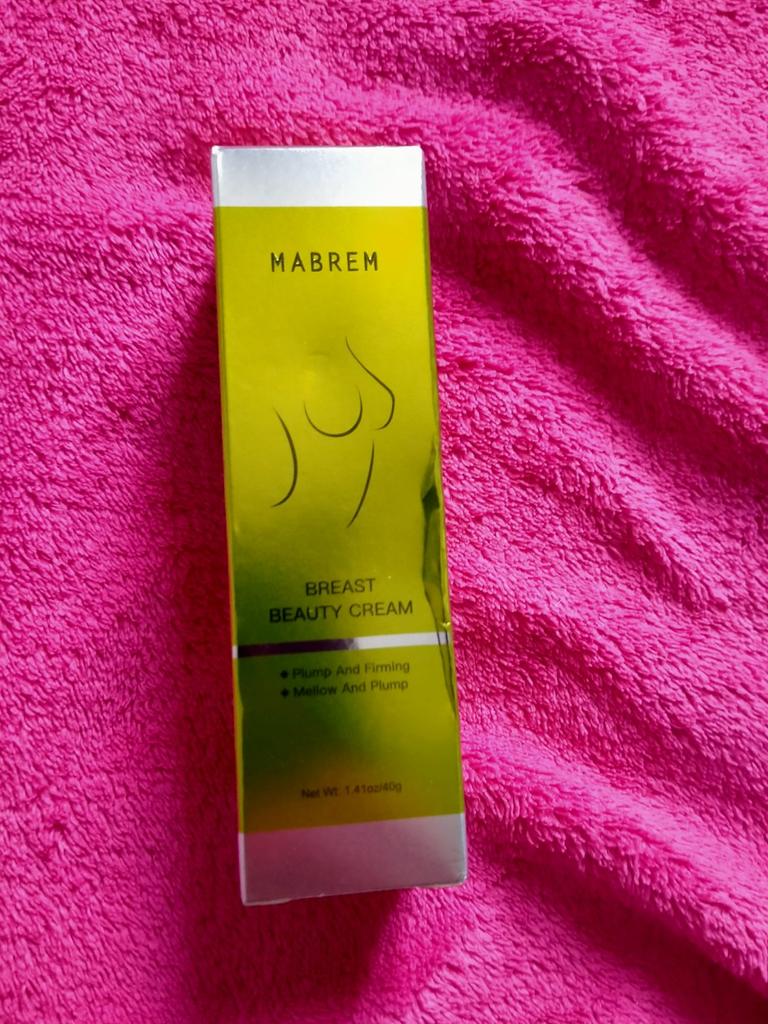 MABREM
BREAST
BEAUTY CREAM
◆ Plump And Firming
◆ Mellow And Plump
Net Wt: 1.41oz/40g